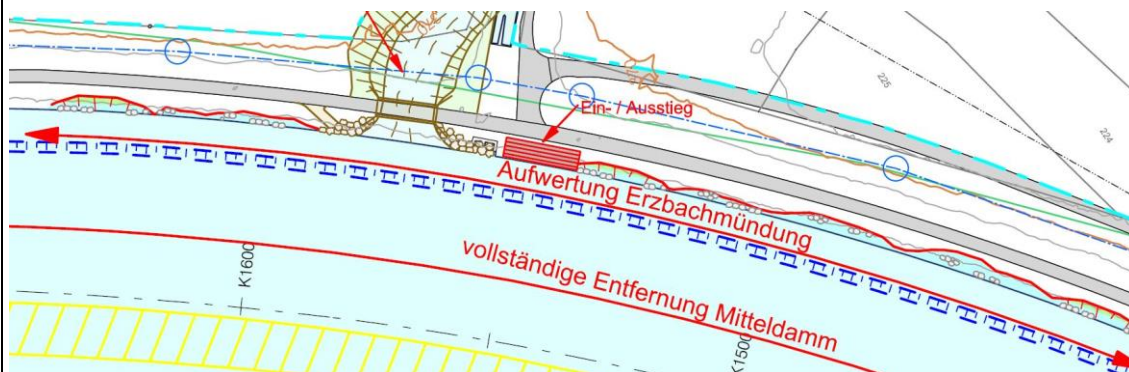 225
224
Ein- / Ausstieg
Aufwertung Erzbachmündung
vollständige Entfernung Mitteldamm
K1600
K1500